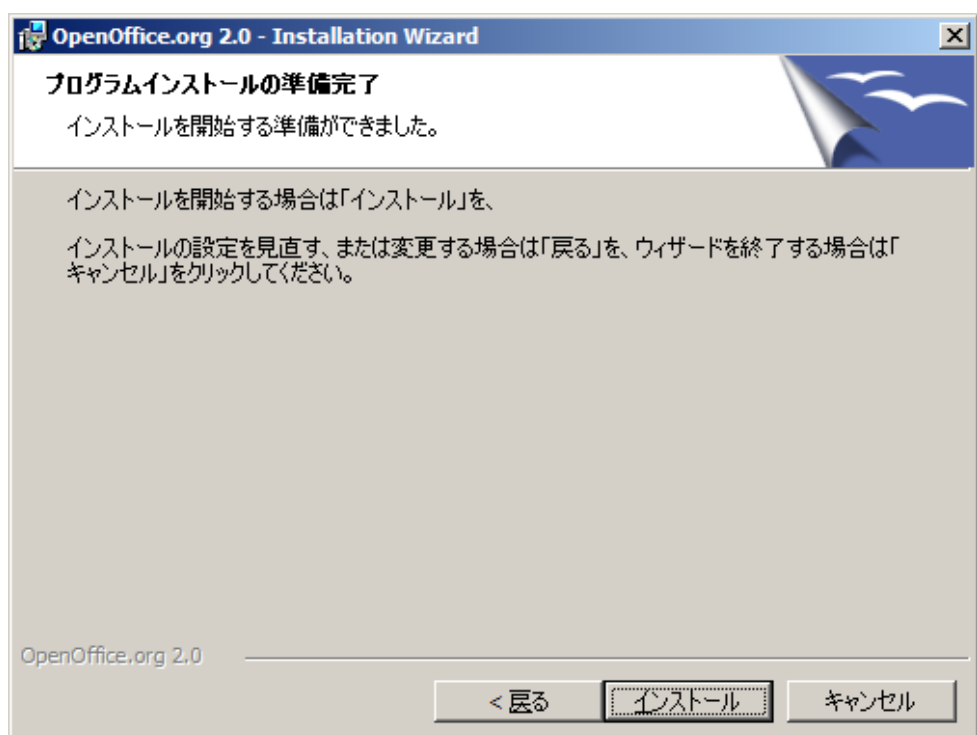 OpenOffice.org 2.0 - Installation Wizard
プログラムインストールの準備完了
インストールを開始する準備ができました。
インストールを開始する場合は「インストール」を、
インストールの設定を見直す、または変更する場合は「戻る」を、ウィザードを終了する場合は「
キャンセル」をクリックしてください。
OpenOffice.org 2.0
< 戻る インストール キャンセル